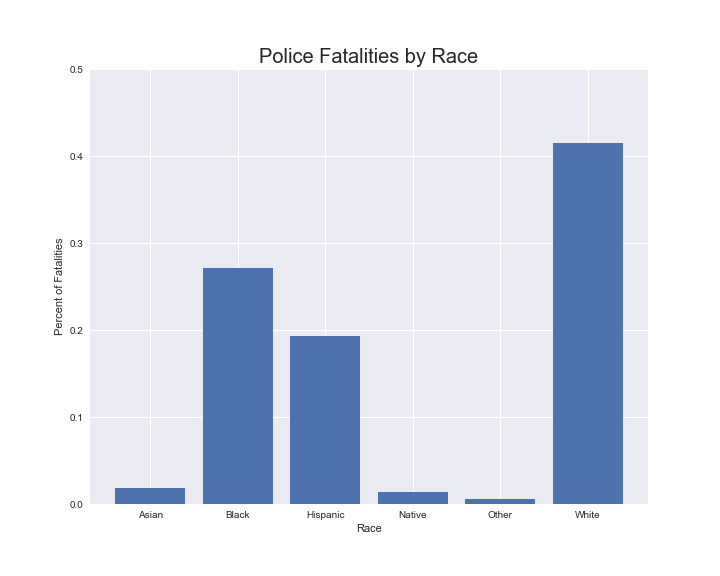 Police Fatalities by Race
0.5
0.4
0.3
0.2
0.1
0.0
Percent of Fatalities
Asian Black Hispanic Native Other White
Race